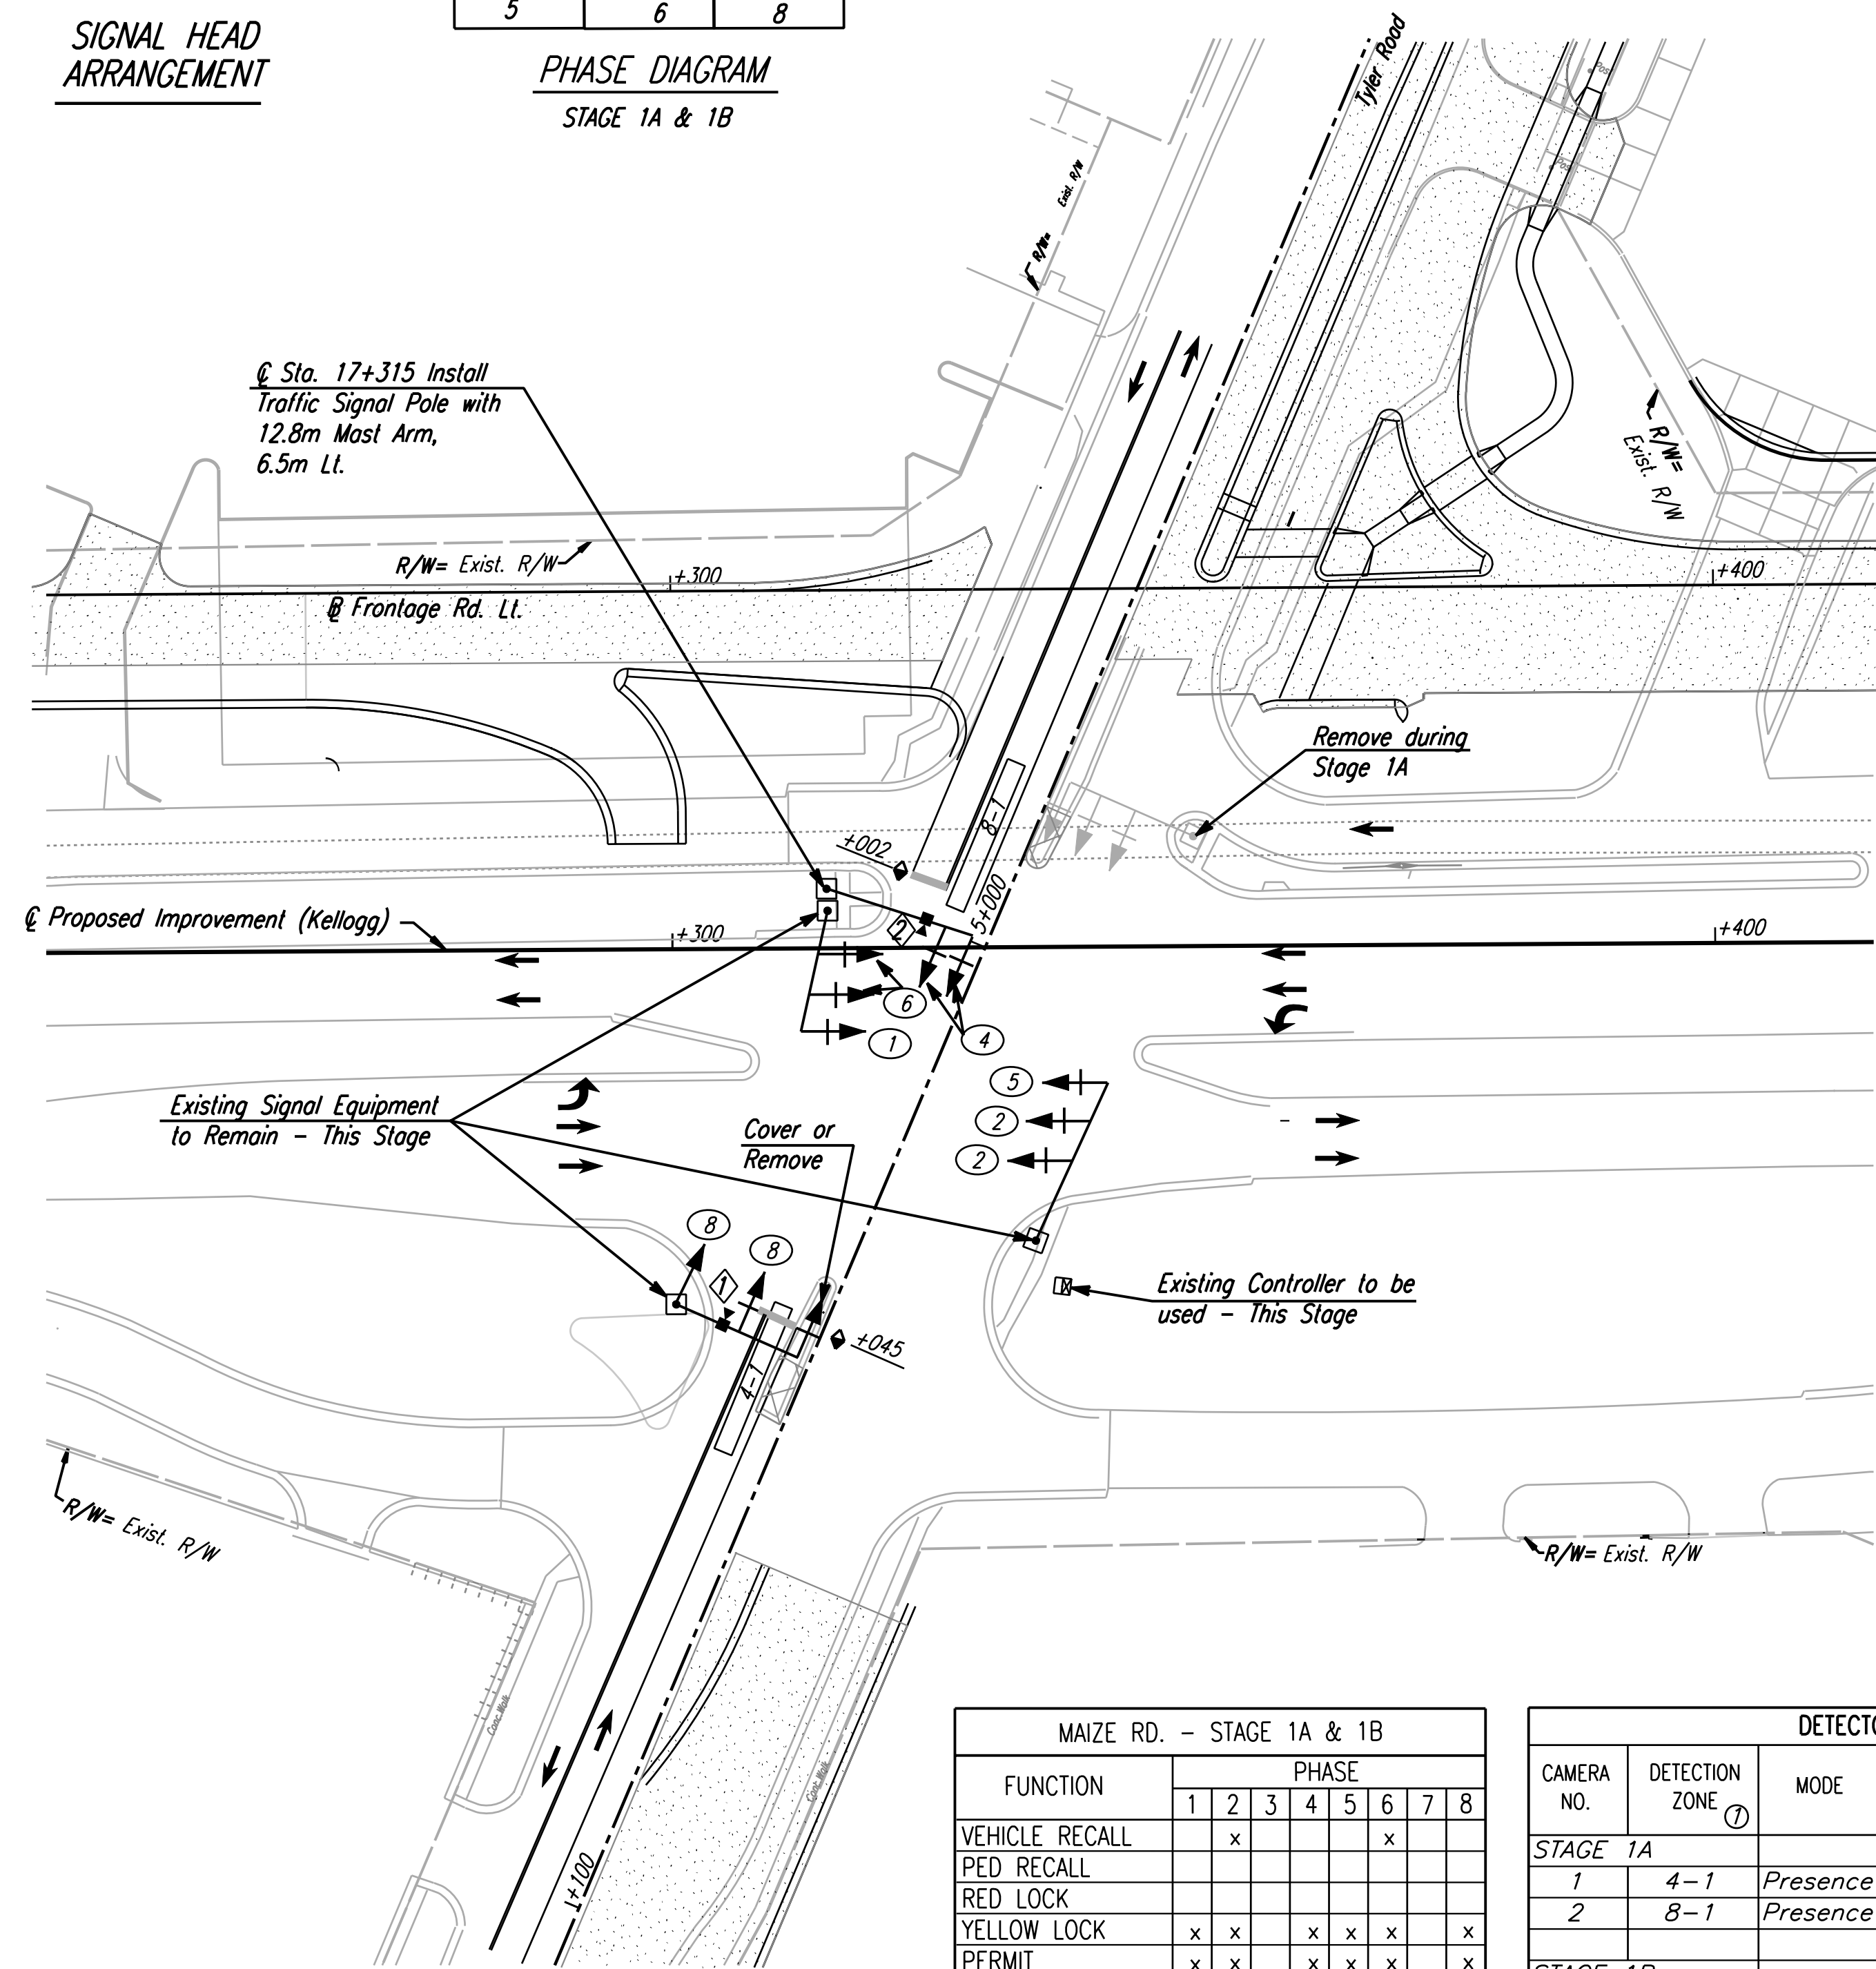 5 6 8
SIGNAL HEAD
ARRANGEMENT
PHASE DIAGRAM
STAGE 1A & 1B
Tyler Road
Exist. R/W
R/W=
℄ Sta. 17+315 Install
Traffic Signal Pole with
12.8m Mast Arm,
6.5m Lt.
R/W=
Exist. R/W
R/W= Exist. R/W
+300
+400
Frontage Rd. Lt.
Remove during
Stage 1A
8-1
+002
5+000
℄ Proposed Improvement (Kellogg)
+300
+400
2
6
1
4
5
2
2
Existing Signal Equipment
to Remain - This Stage
Cover or
Remove
8
8
1
Existing Controller to be
used - This Stage
+045
4-1
R/W= Exist. R/W
R/W= Exist. R/W
Conc. Walk
Conc. Walk
1+100
MAIZE RD. - STAGE 1A & 1B
FUNCTION
PHASE
1 2 3 4 5 6 7 8
VEHICLE RECALL x x
PED RECALL
RED LOCK
YELLOW LOCK x x x x x x
PERMIT x x x x x x
DETECTO
CAMERA
NO.
DETECTION
ZONE 1
MODE
STAGE 1A
1 4-1 Presence
2 8-1 Presence
STAGE 1B